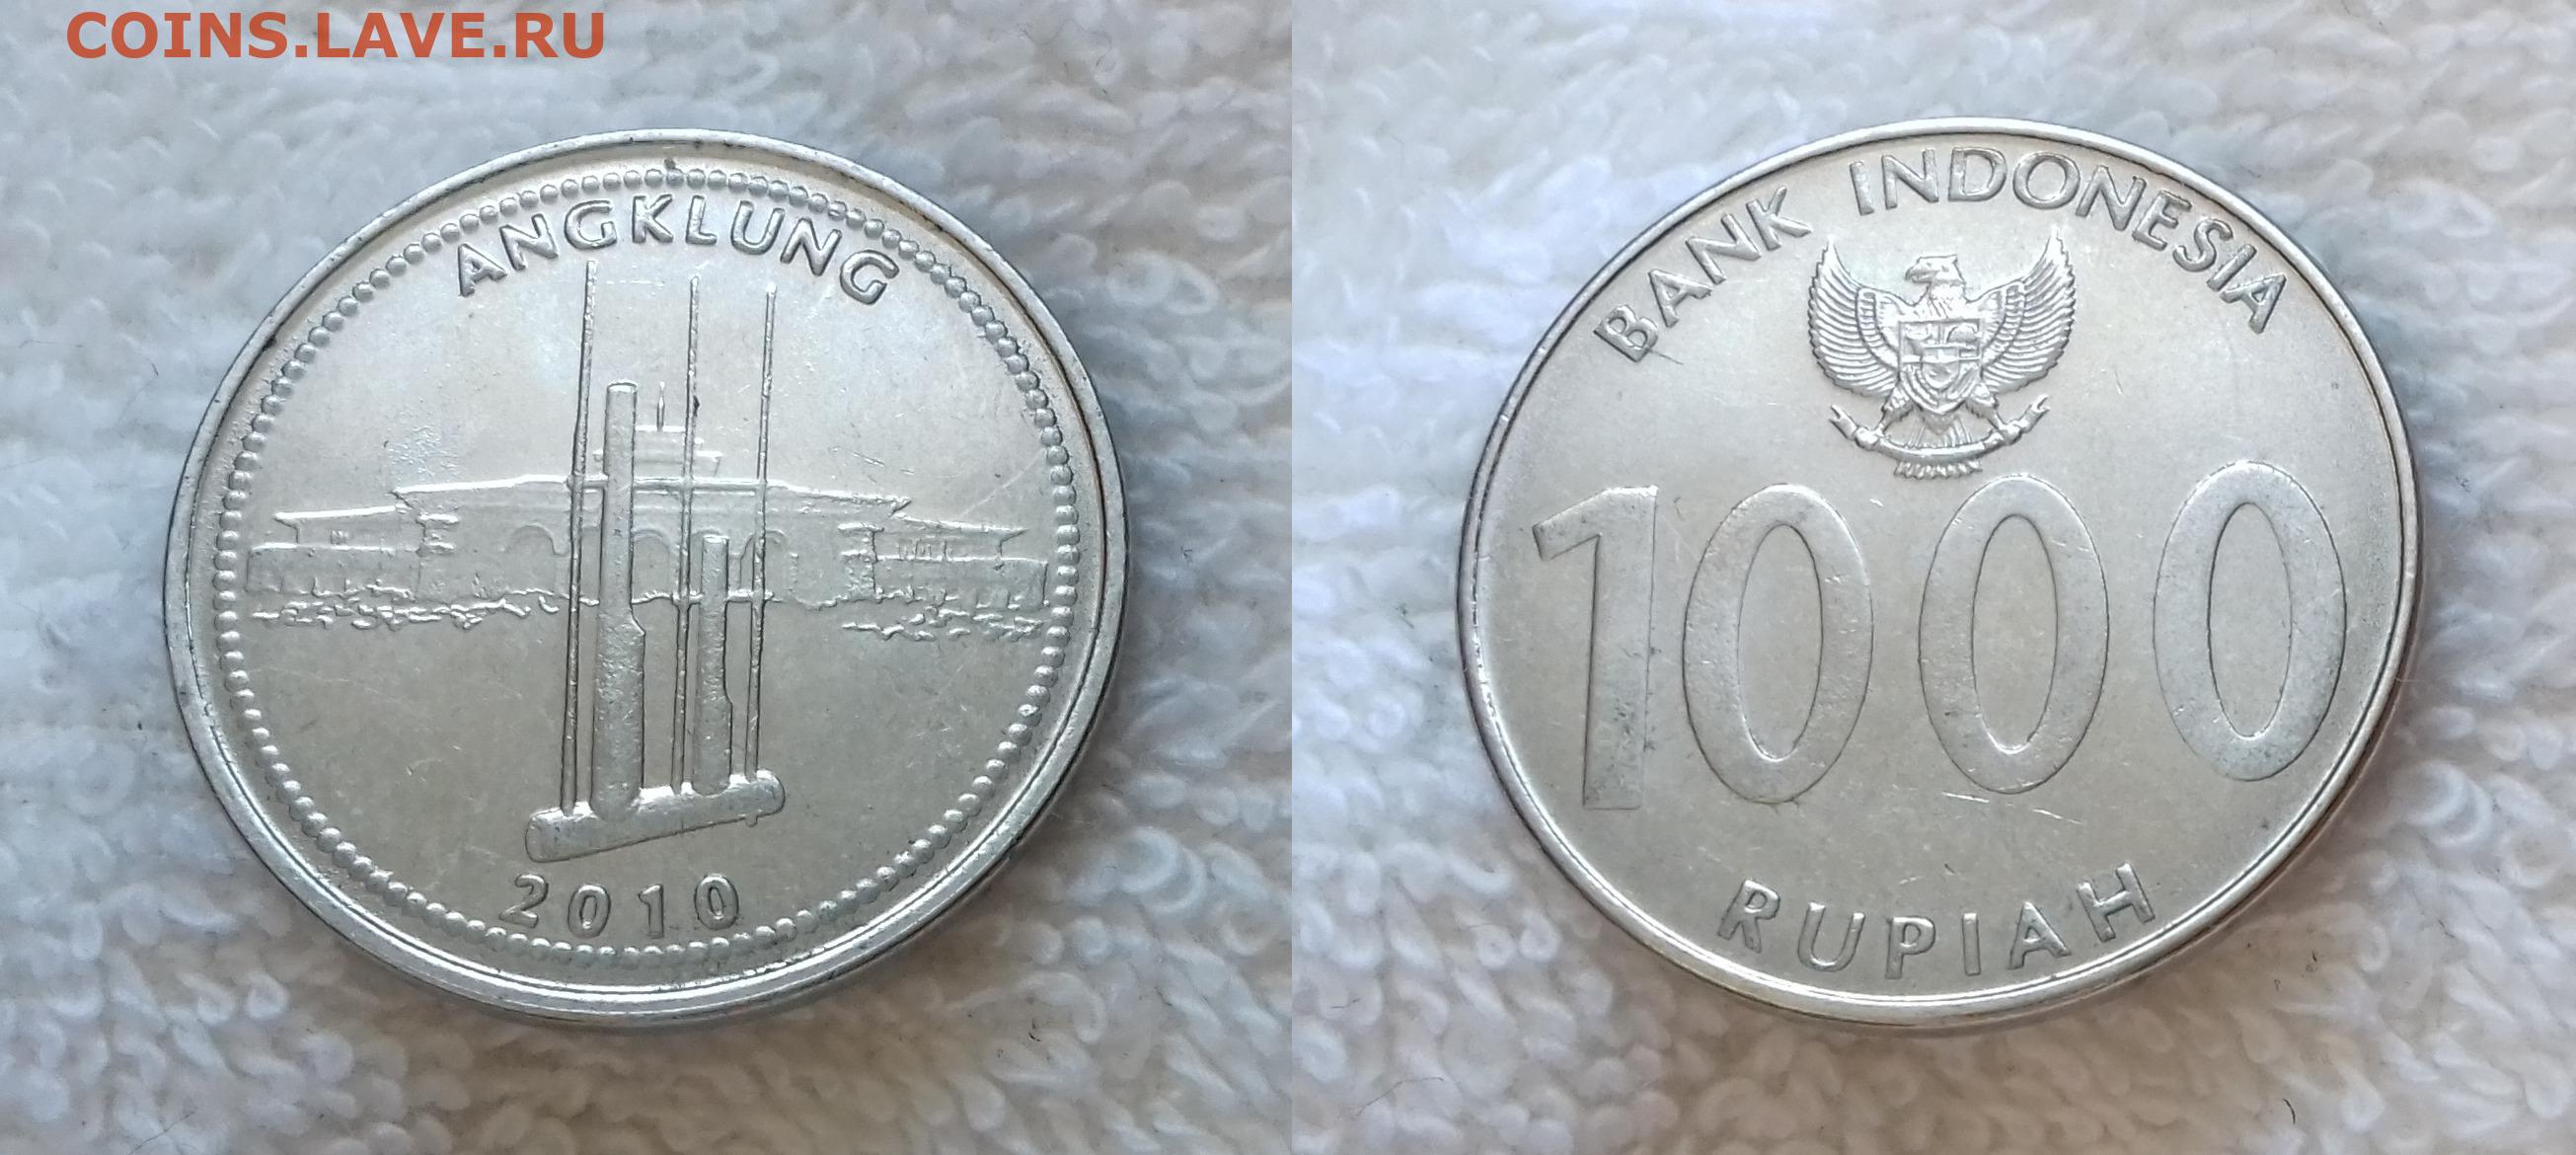 COINS.LAVE.RU
ANGKLUNG
2010
BANK INDONESIA
1000
RUPIAH